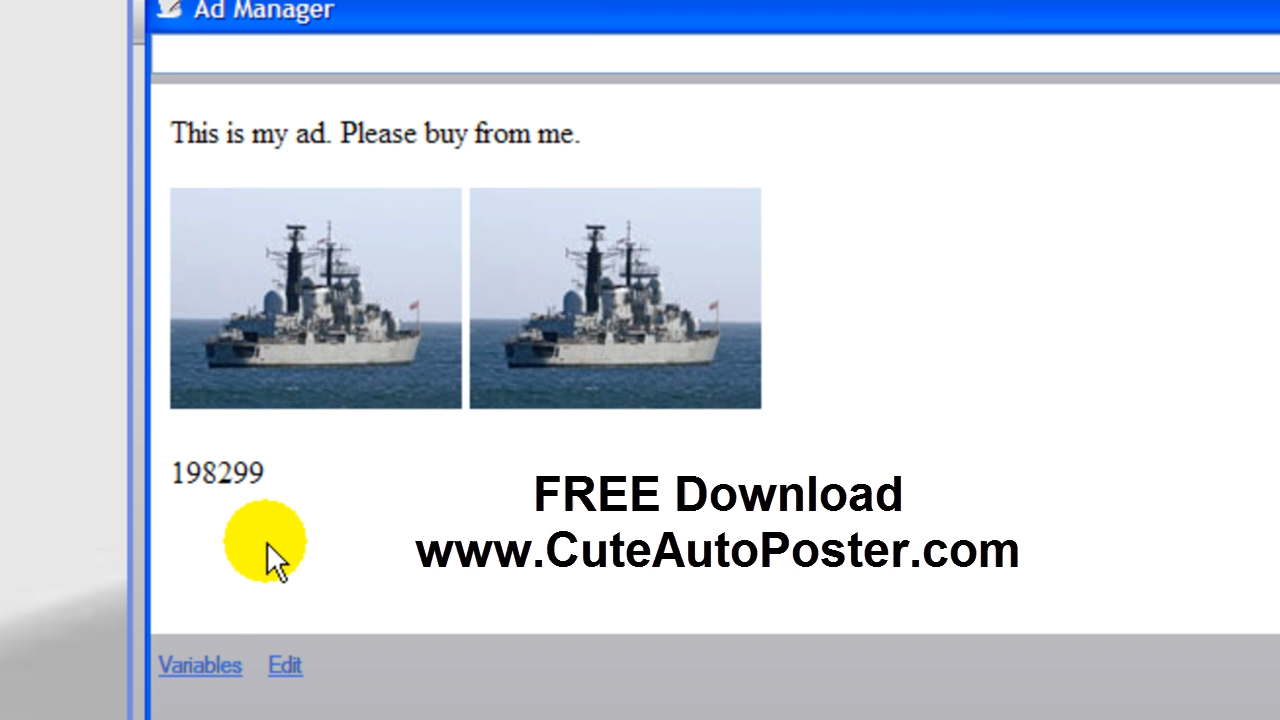 Ad Manager
This is my ad. Please buy from me.
198299
FREE Download
www.CuteAutoPoster.com
Variables Edit